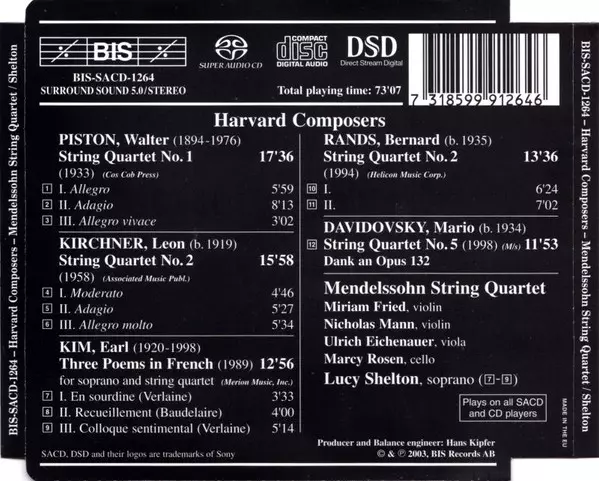 BIS
SUPER AUDIO CD
COMPACT disc DIGITAL AUDIO
DSD
Direct Stream Digital
BIS-SACD-1264
SURROUND SOUND 5.0/STEREO
Total playing time: 73'07
7 318599 912646
Harvard Composers
PISTON, Walter (1894-1976)
String Quartet No. 1 17'36
(1933) (Cos Cob Press)
1 I. Allegro 5'59
2 II. Adagio 8'13
3 III. Allegro vivace 3'02
KIRCHNER, Leon (b. 1919)
String Quartet No. 2 15'58
(1958) (Associated Music Publ.)
4 I. Moderato 4'46
5 II. Adagio 5'27
6 III. Allegro molto 5'34
KIM, Earl (1920-1998)
Three Poems in French (1989) 12'56
for soprano and string quartet (Merion Music, Inc.)
7 I. En sourdine (Verlaine) 3'33
8 II. Recueillement (Baudelaire) 4'00
9 III. Colloque sentimental (Verlaine) 5'14
RANDS, Bernard (b. 1935)
String Quartet No. 2 13'36
(1994) (Helicon Music Corp.)
10 I. 6'24
11 II. 7'02
DAVIDOVSKY, Mario (b. 1934)
12 String Quartet No. 5 (1998) (M/s) 11'53
Dank an Opus 132
Mendelssohn String Quartet
Miriam Fried, violin
Nicholas Mann, violin
Ulrich Eichenauer, viola
Marcy Rosen, cello
Lucy Shelton, soprano (7-9)
Plays on all SACD
and CD players
Producer and Balance engineer: Hans Kipfer
SACD, DSD and their logos are trademarks of Sony
© & ℗ 2003, BIS Records AB
BIS-SACD-1264 – Harvard Composers – Mendelssohn String Quartet / Shelton
BIS-SACD-1264 – Harvard Composers – Mendelssohn String Quartet / Shelton
MADE IN THE EU